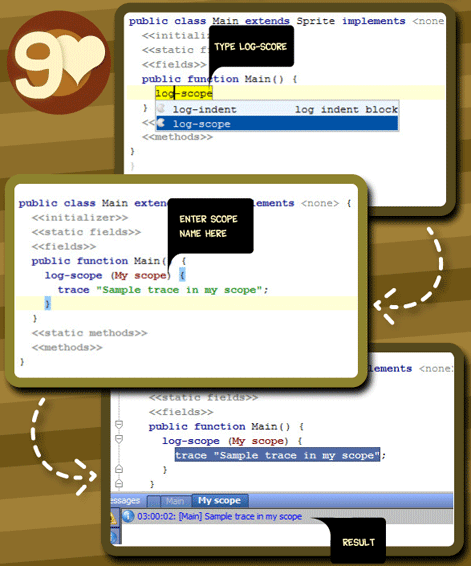 9
public class Main extends Sprite implements <none>
<<initializer
<<static f
<<fields>>
public function Main() {
TYPE LOG-SCORE
log-scope
log-indent log indent block
log-scope
}
<<
<<methods>>
}
}
public class Main exten ements <none> {
<<initializer>>
<<static fields>>
<<fields>>
public function Main() {
ENTER SCOPE
NAME HERE
log-scope (My scope) {
trace "Sample trace in my scope";
}
}
<<static methods>>
<<methods>>
}
lements <none>
<<static fields>>
<<fields>>
public function Main() {
log-scope (My scope) {
trace "Sample trace in my scope";
}
}
essages Main My scope
03:00:02: [Main] Sample trace in my scope
RESULT